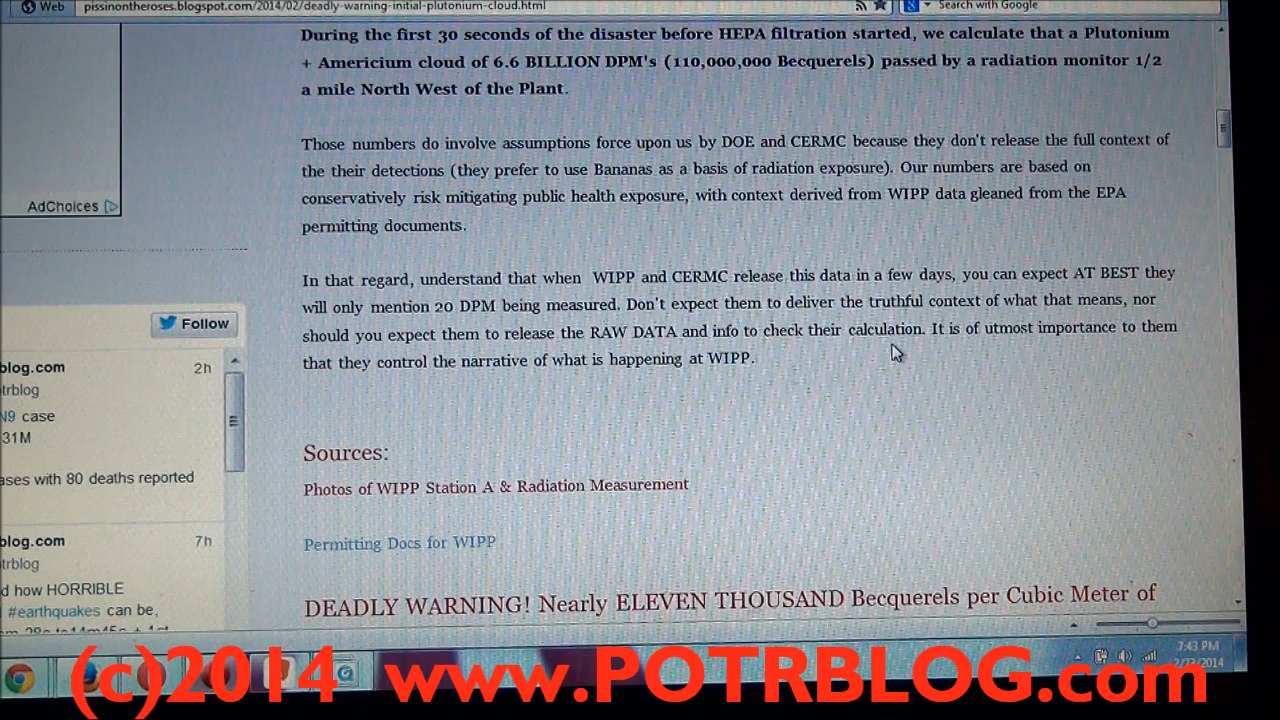 Web
pissinontheroses.blogspot.com/2014/02/deadly-warning-initial-plutonium-cloud.html
Search with Google
During the first 30 seconds of the disaster before HEPA filtration started, we calculate that a Plutonium
+ Americium cloud of 6.6 BILLION DPM's (110,000,000 Becquerels) passed by a radiation monitor 1/2
a mile North West of the Plant.
Those numbers do involve assumptions force upon us by DOE and CERMC because they don't release the full context of
the their detections (they prefer to use Bananas as a basis of radiation exposure). Our numbers are based on
conservatively risk mitigating public health exposure, with context derived from WIPP data gleaned from the EPA
permitting documents.
In that regard, understand that when WIPP and CERMC release this data in a few days, you can expect AT BEST they
will only mention 20 DPM being measured. Don't expect them to deliver the truthful context of what that means, nor
should you expect them to release the RAW DATA and info to check their calculation. It is of utmost importance to them
that they control the narrative of what is happening at WIPP.
Sources:
Photos of WIPP Station A & Radiation Measurement
Permitting Docs for WIPP
DEADLY WARNING! Nearly ELEVEN THOUSAND Becquerels per Cubic Meter of
AdChoices
Follow
blog.com 2h
trblog
N9 case
31M
ases with 80 deaths reported
blog.com 7h
trblog
d how HORRIBLE
#earthquakes can be,
7:43 PM
2/23/2014
(c)2014 www.POTRBLOG.com